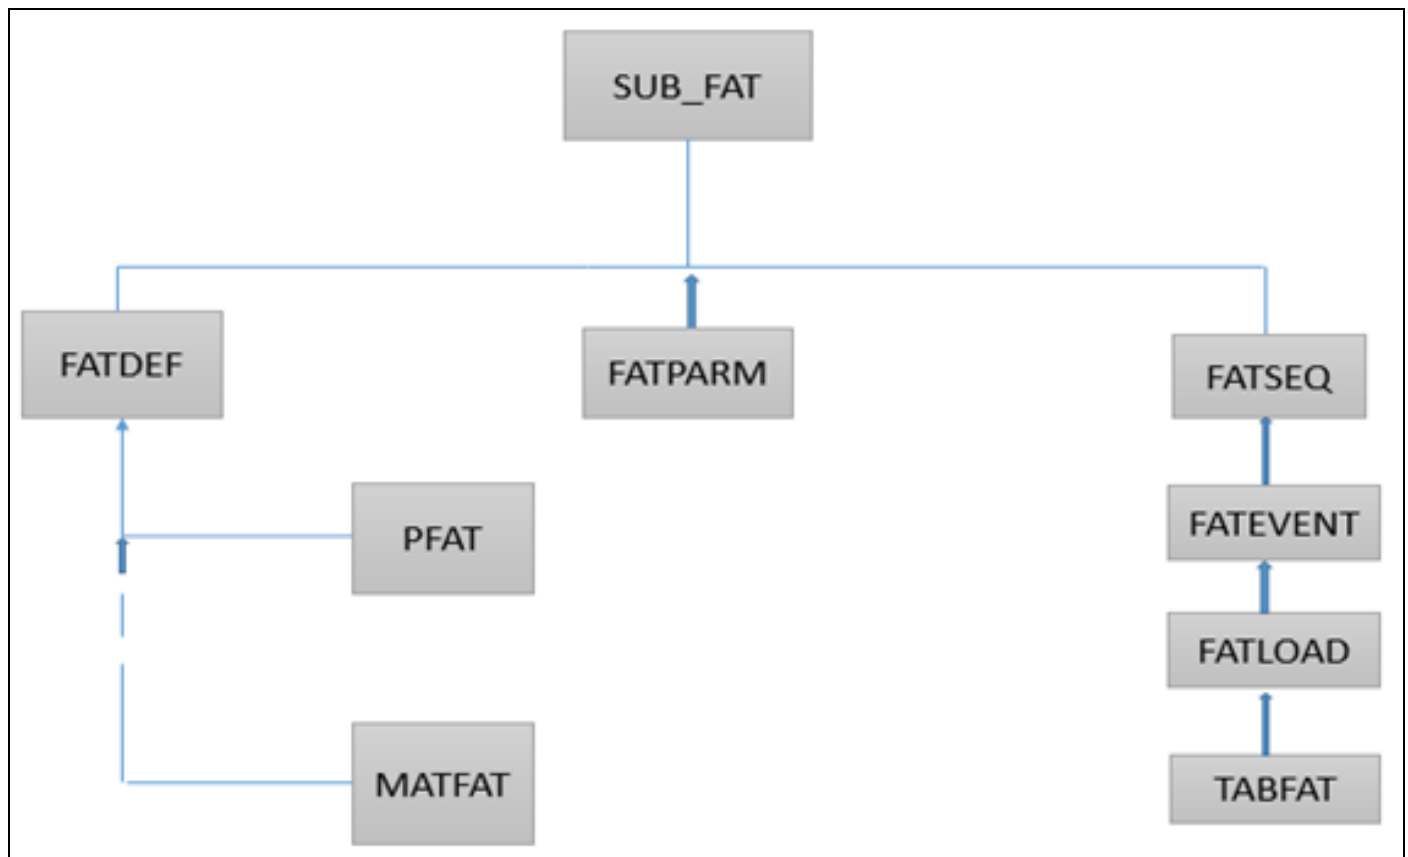 SUB_FAT
FATDEF
FATPARM
FATSEQ
PFAT
FATEVENT
FATLOAD
MATFAT
TABFAT